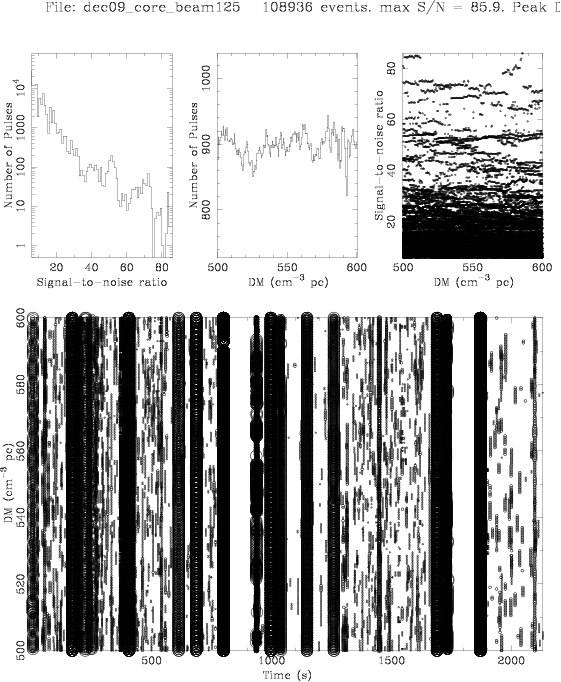 File: dec09_core_beam125 108936 events. max S/N = 85.9. Peak D
Number of Pulses
10⁴
1000
100
10
1
20 40 60 80
Signal-to-noise ratio
Number of Pulses
1000
900
800
500 550 600
DM (cm⁻³ pc)
Signal-to-noise ratio
80
60
40
20
500 550 600
DM (cm⁻³ pc)
DM (cm⁻³ pc)
600
580
560
540
520
500
500 1000 1500 2000
Time (s)